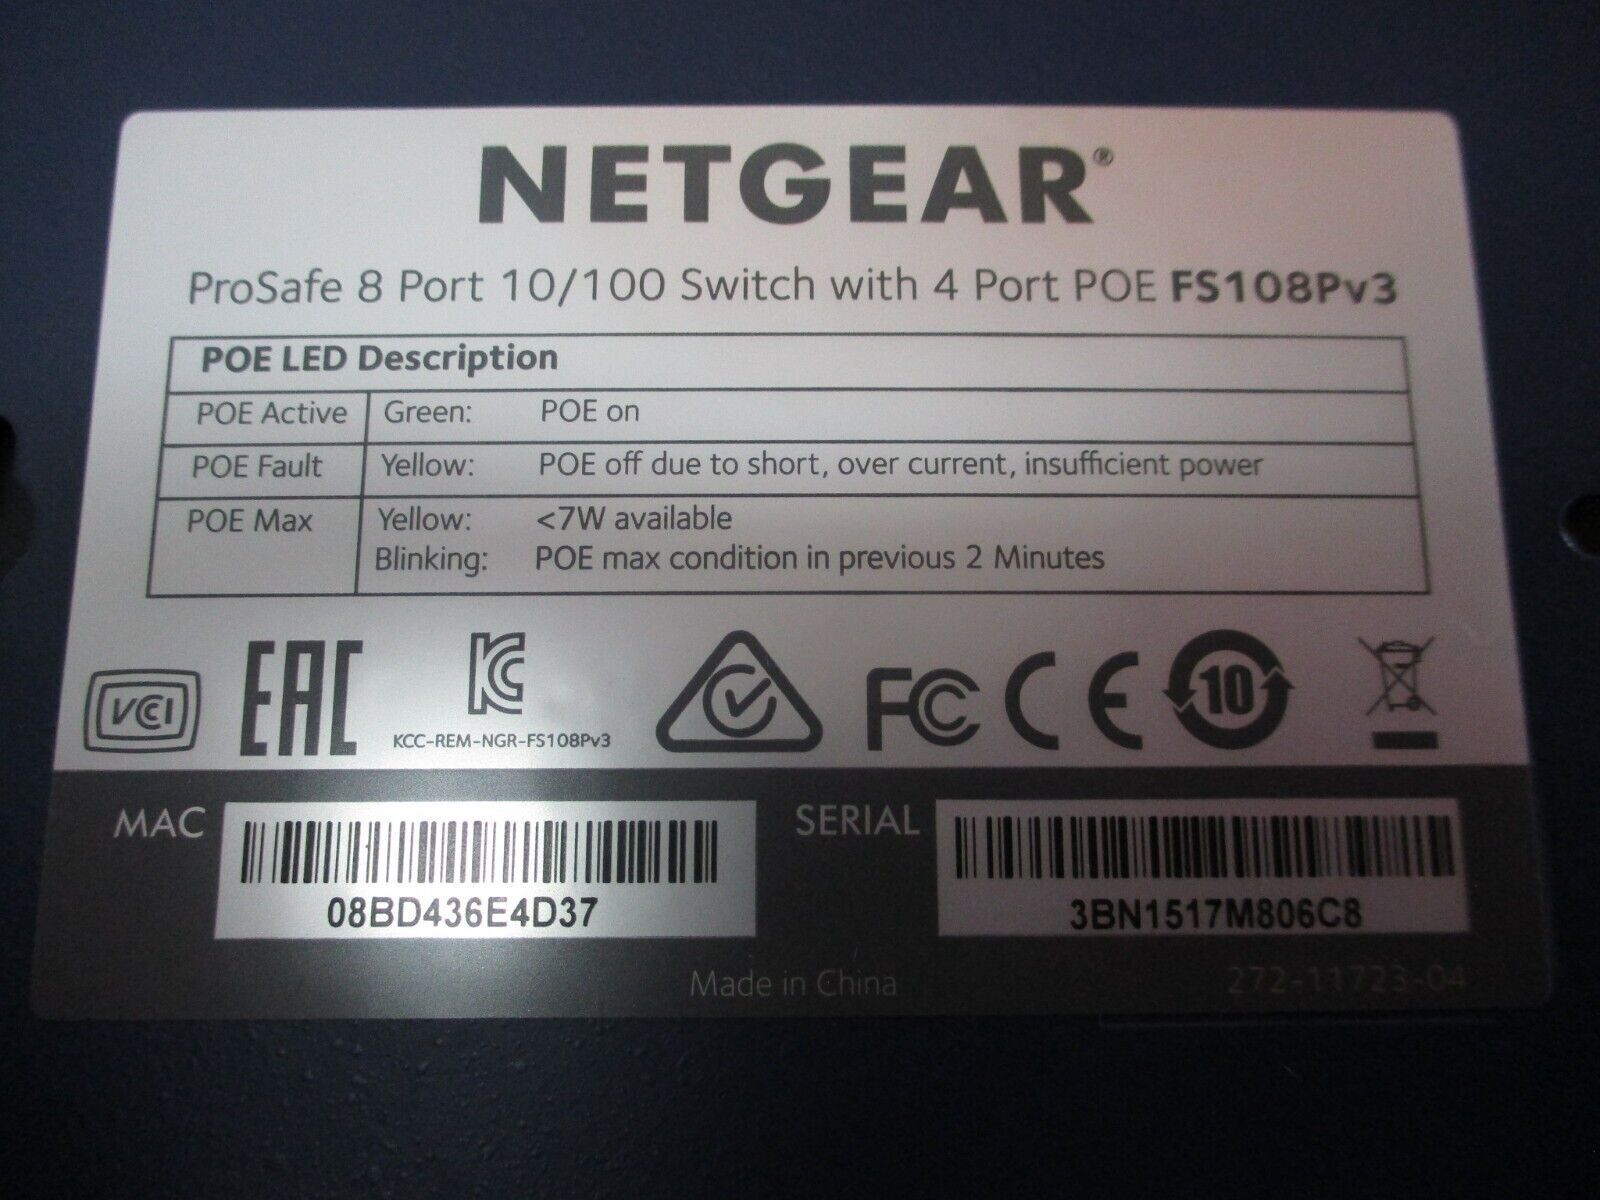 NETGEAR®
ProSafe 8 Port 10/100 Switch with 4 Port POE FS108Pv3
POE LED Description
POE Active Green: POE on
POE Fault Yellow: POE off due to short, over current, insufficient power
POE Max Yellow: <7W available
Blinking: POE max condition in previous 2 Minutes
VCCI EAC KC FC CE 10
KCC-REM-NGR-FS108Pv3
MAC SERIAL
08BD436E4D37 3BN1517M806C8
Made in China 272-11723-04